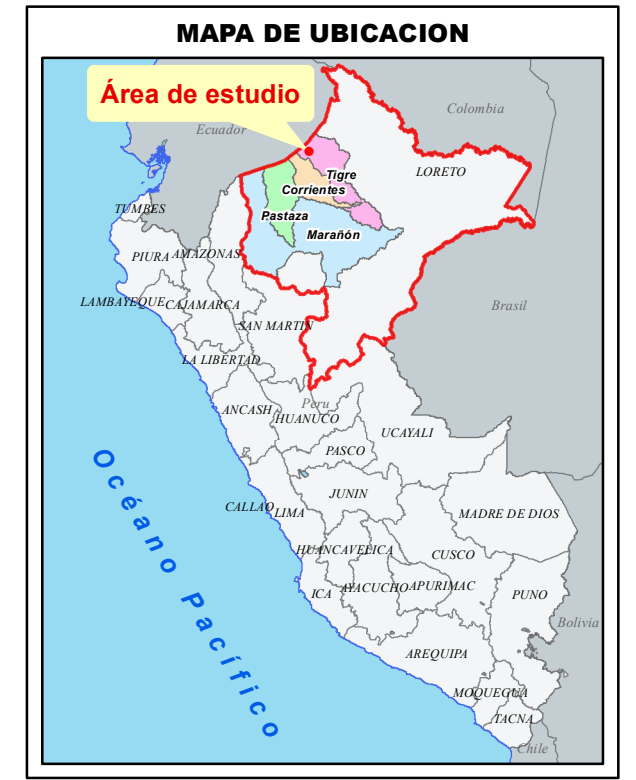 MAPA DE UBICACION
Área de estudio
Colombia
Ecuador
LORETO
Tigre
Corrientes
TUMBES
Pastaza
Marañón
PIURA
AMAZONAS
LAMBAYEQUE
CAJAMARCA
Brasil
SAN MARTIN
LA LIBERTAD
Peru
ANCASH
HUANUCO
UCAYALI
PASCO
Océano Pacífico
JUNIN
CALLAO
LIMA
MADRE DE DIOS
HUANCAVELICA
CUSCO
ICA
AYACUCHO
APURIMAC
PUNO
Bolivia
AREQUIPA
MOQUEGUA
TACNA
Chile